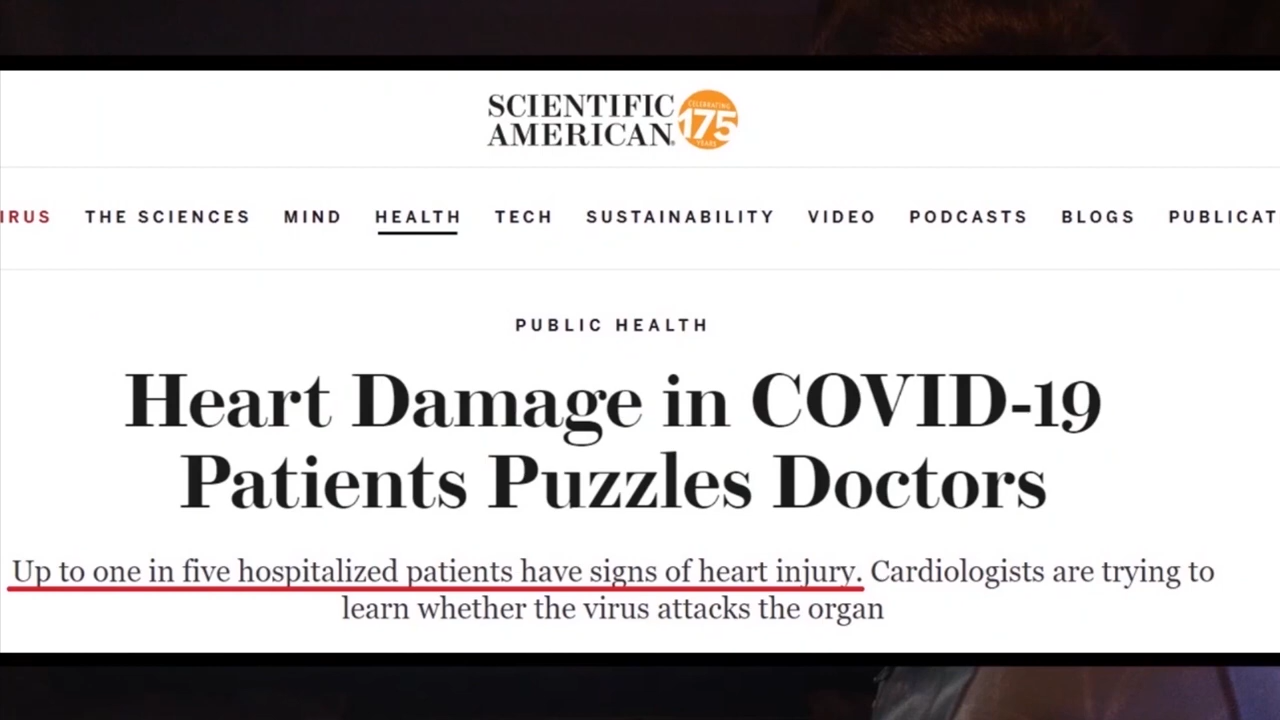 SCIENTIFIC
AMERICAN®
CELEBRATING
175
YEARS
IRUS THE SCIENCES MIND HEALTH TECH SUSTAINABILITY VIDEO PODCASTS BLOGS PUBLICAT
PUBLIC HEALTH
Heart Damage in COVID-19
Patients Puzzles Doctors
Up to one in five hospitalized patients have signs of heart injury. Cardiologists are trying to
learn whether the virus attacks the organ